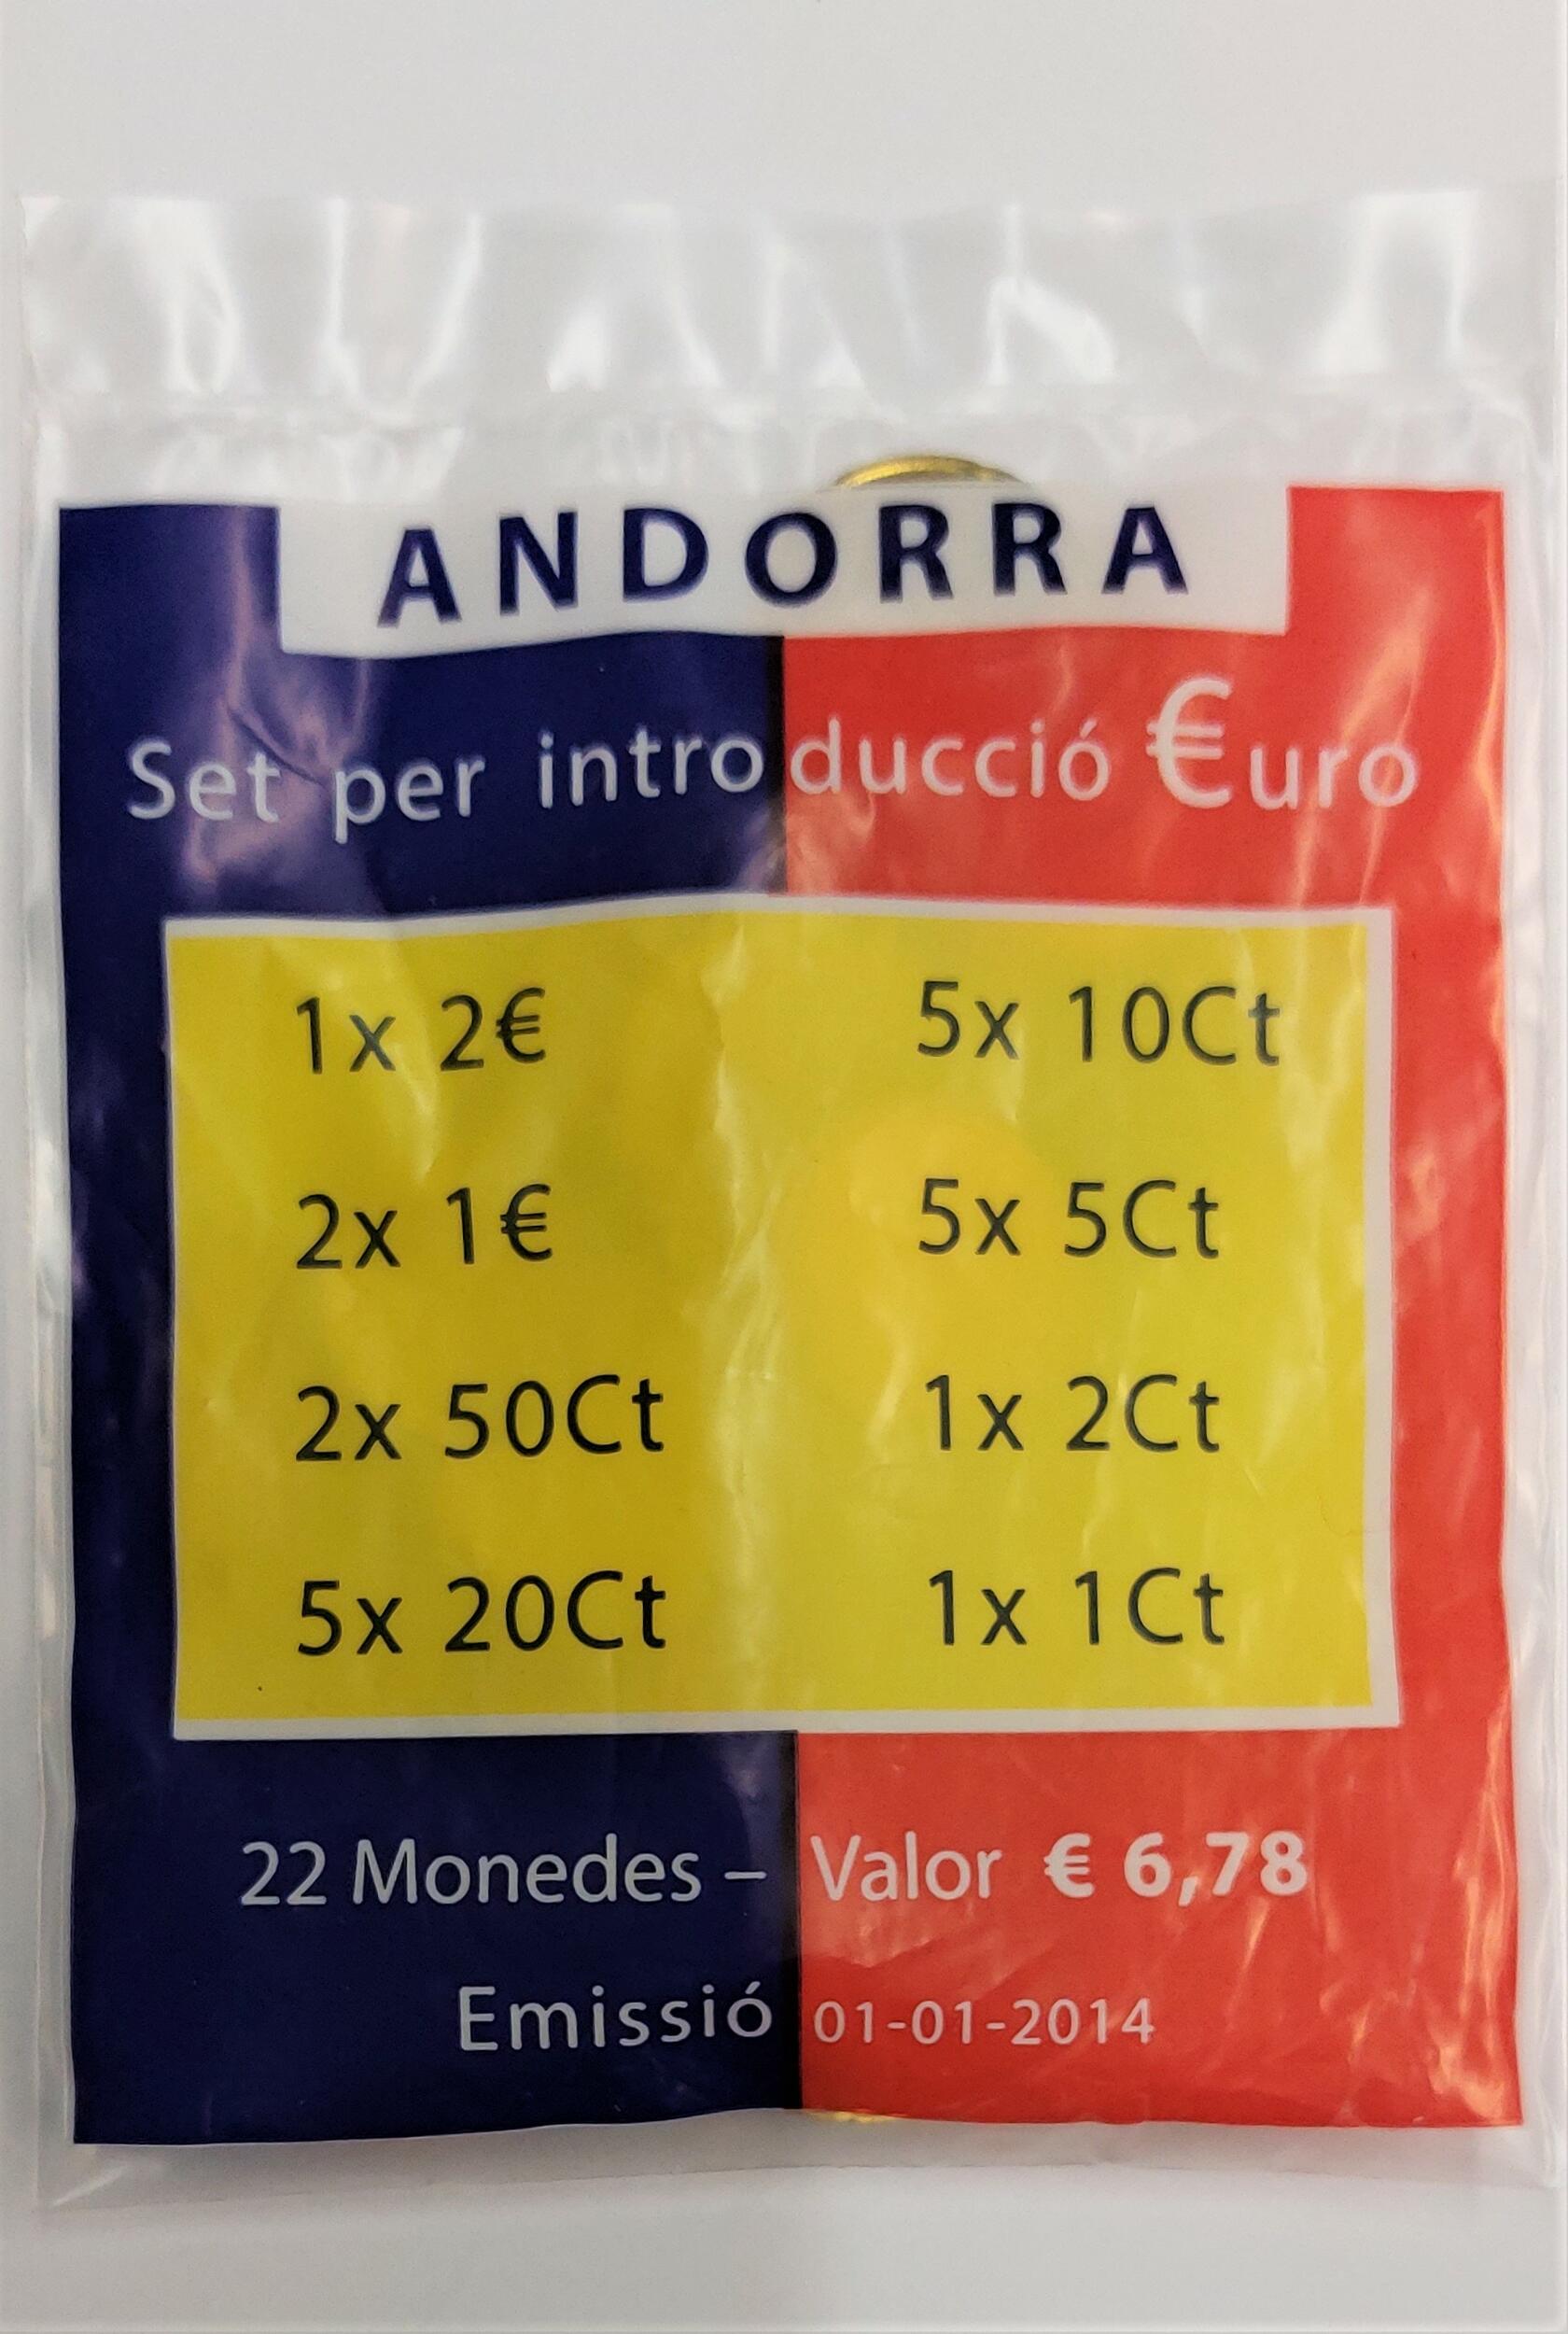 ANDORRA
Set per introducció €uro
1x 2€
2x 1€
2x 50Ct
5x 20Ct
5x 10Ct
5x 5Ct
1x 2Ct
1x 1Ct
22 Monedes – Valor € 6,78
Emissió 01-01-2014